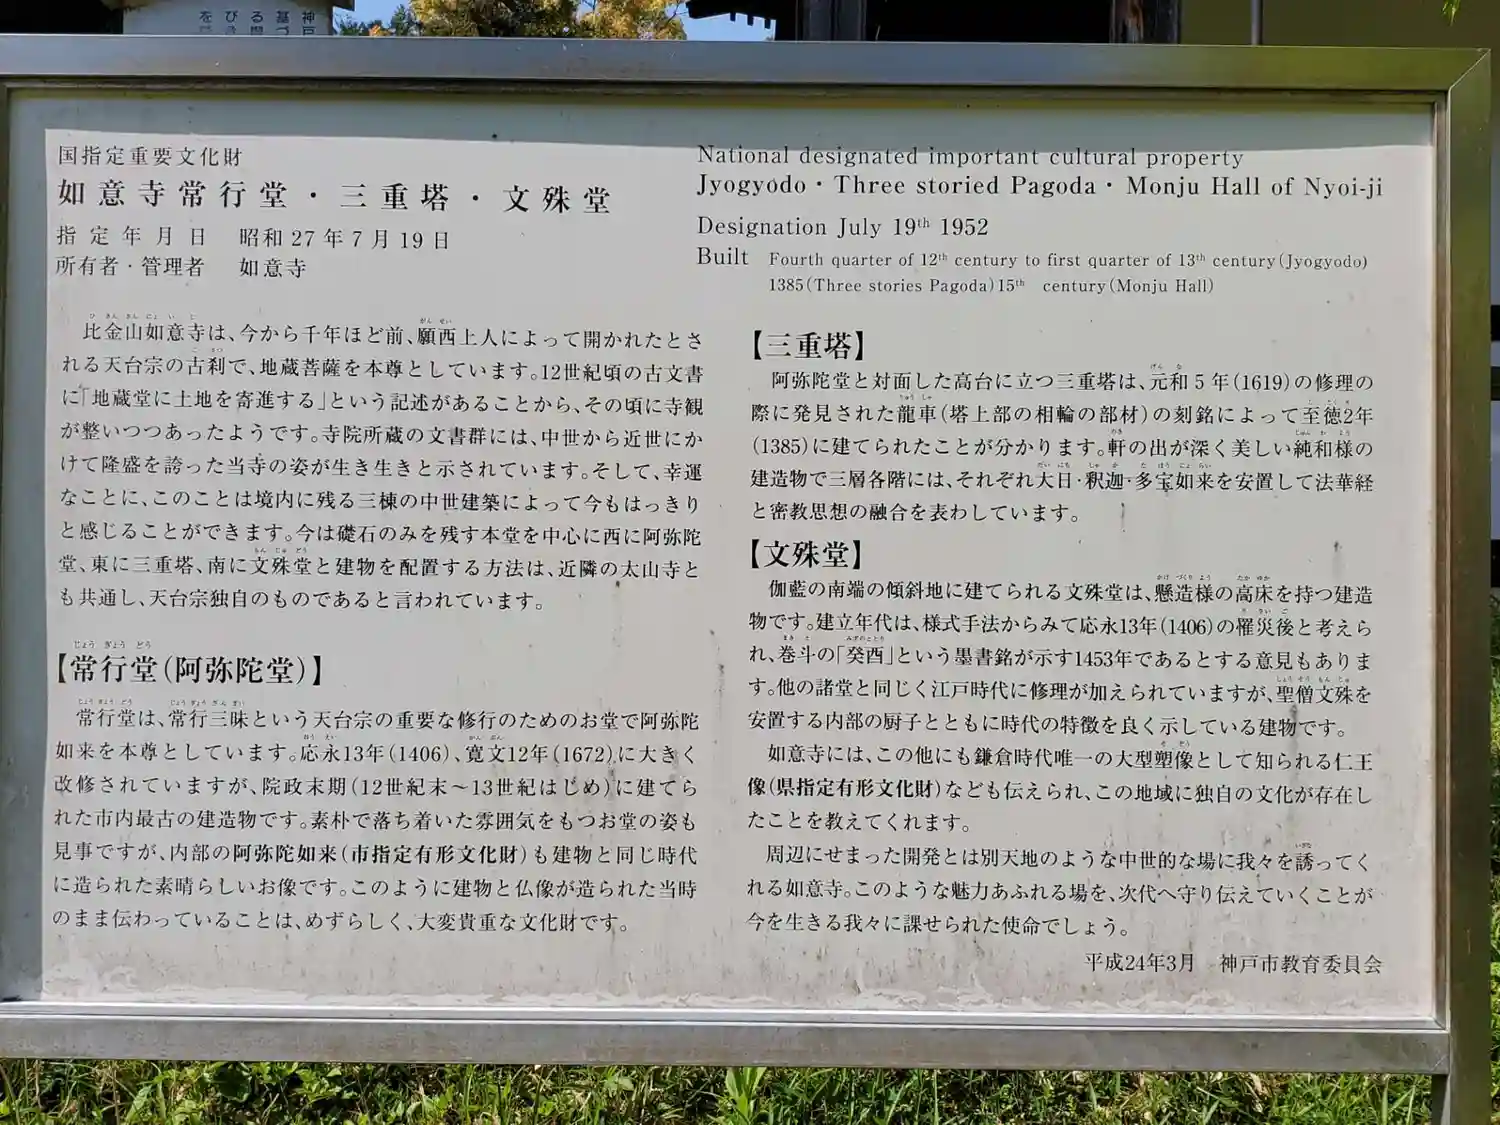 国指定重要文化財
如意寺常行堂・三重塔・文殊堂
指定年月日 昭和27年7月19日
所有者・管理者 如意寺
National designated important cultural property
Jyogyodo・Three storied Pagoda・Monju Hall of Nyoi-ji
Designation July 19th 1952
Built Fourth quarter of 12th century to first quarter of 13th century(Jyogyodo)
1385(Three stories Pagoda)15th century(Monju Hall)
比金山如意寺は、今から千年ほど前、願西上人によって開かれたとさ
れる天台宗の古刹で、地蔵菩薩を本尊としています。12世紀頃の古文書
に「地蔵堂に土地を寄進する」という記述があることから、その頃に寺観
が整いつつあったようです。寺院所蔵の文書群には、中世から近世にか
けて隆盛を誇った当寺の姿が生き生きと示されています。そして、幸運
なことに、このことは境内に残る三棟の中世建築によって今もはっきり
と感じることができます。今は礎石のみを残す本堂を中心に西に阿弥陀
堂、東に三重塔、南に文殊堂と建物を配置する方法は、近隣の太山寺と
も共通し、天台宗独自のものであると言われています。
【常行堂(阿弥陀堂)】
常行堂は、常行三昧という天台宗の重要な修行のためのお堂で阿弥陀
如来を本尊としています。応永13年(1406)、寛文12年(1672)に大きく
改修されていますが、院政末期(12世紀末～13世紀はじめ)に建てら
れた市内最古の建造物です。素朴で落ち着いた雰囲気をもつお堂の姿も
見事ですが、内部の阿弥陀如来(市指定有形文化財)も建物と同じ時代
に造られた素晴らしいお像です。このように建物と仏像が造られた当時
のまま伝わっていることは、めずらしく、大変貴重な文化財です。
【三重塔】
阿弥陀堂と対面した高台に立つ三重塔は、元和5年(1619)の修理の
際に発見された龍車(塔上部の相輪の部材)の刻銘によって至徳2年
(1385)に建てられたことが分かります。軒の出が深く美しい純和様の
建造物で三層各階には、それぞれ大日・釈迦・多宝如来を安置して法華経
と密教思想の融合を表わしています。
【文殊堂】
伽藍の南端の傾斜地に建てられる文殊堂は、懸造様の高床を持つ建造
物です。建立年代は、様式手法からみて応永13年(1406)の罹災後と考えら
れ、巻斗の「癸酉」という墨書銘が示す1453年であるとする意見もありま
す。他の諸堂と同じく江戸時代に修理が加えられていますが、聖僧文殊を
安置する内部の厨子とともに時代の特徴を良く示している建物です。
如意寺には、この他にも鎌倉時代唯一の大型塑像として知られる仁王
像(県指定有形文化財)なども伝えられ、この地域に独自の文化が存在し
たことを教えてくれます。
周辺にせまった開発とは別天地のような中世的な場に我々を誘ってく
れる如意寺。このような魅力あふれる場を、次代へ守り伝えていくことが
今を生きる我々に課せられた使命でしょう。
平成24年3月 神戸市教育委員会